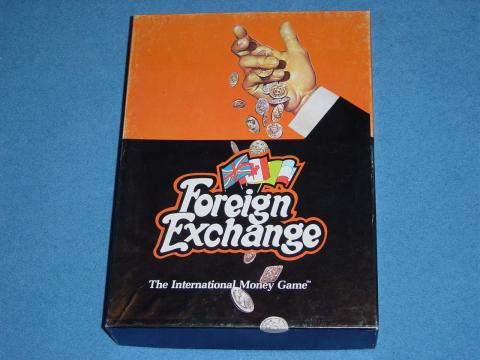 Foreign
Exchange
The International Money Game™